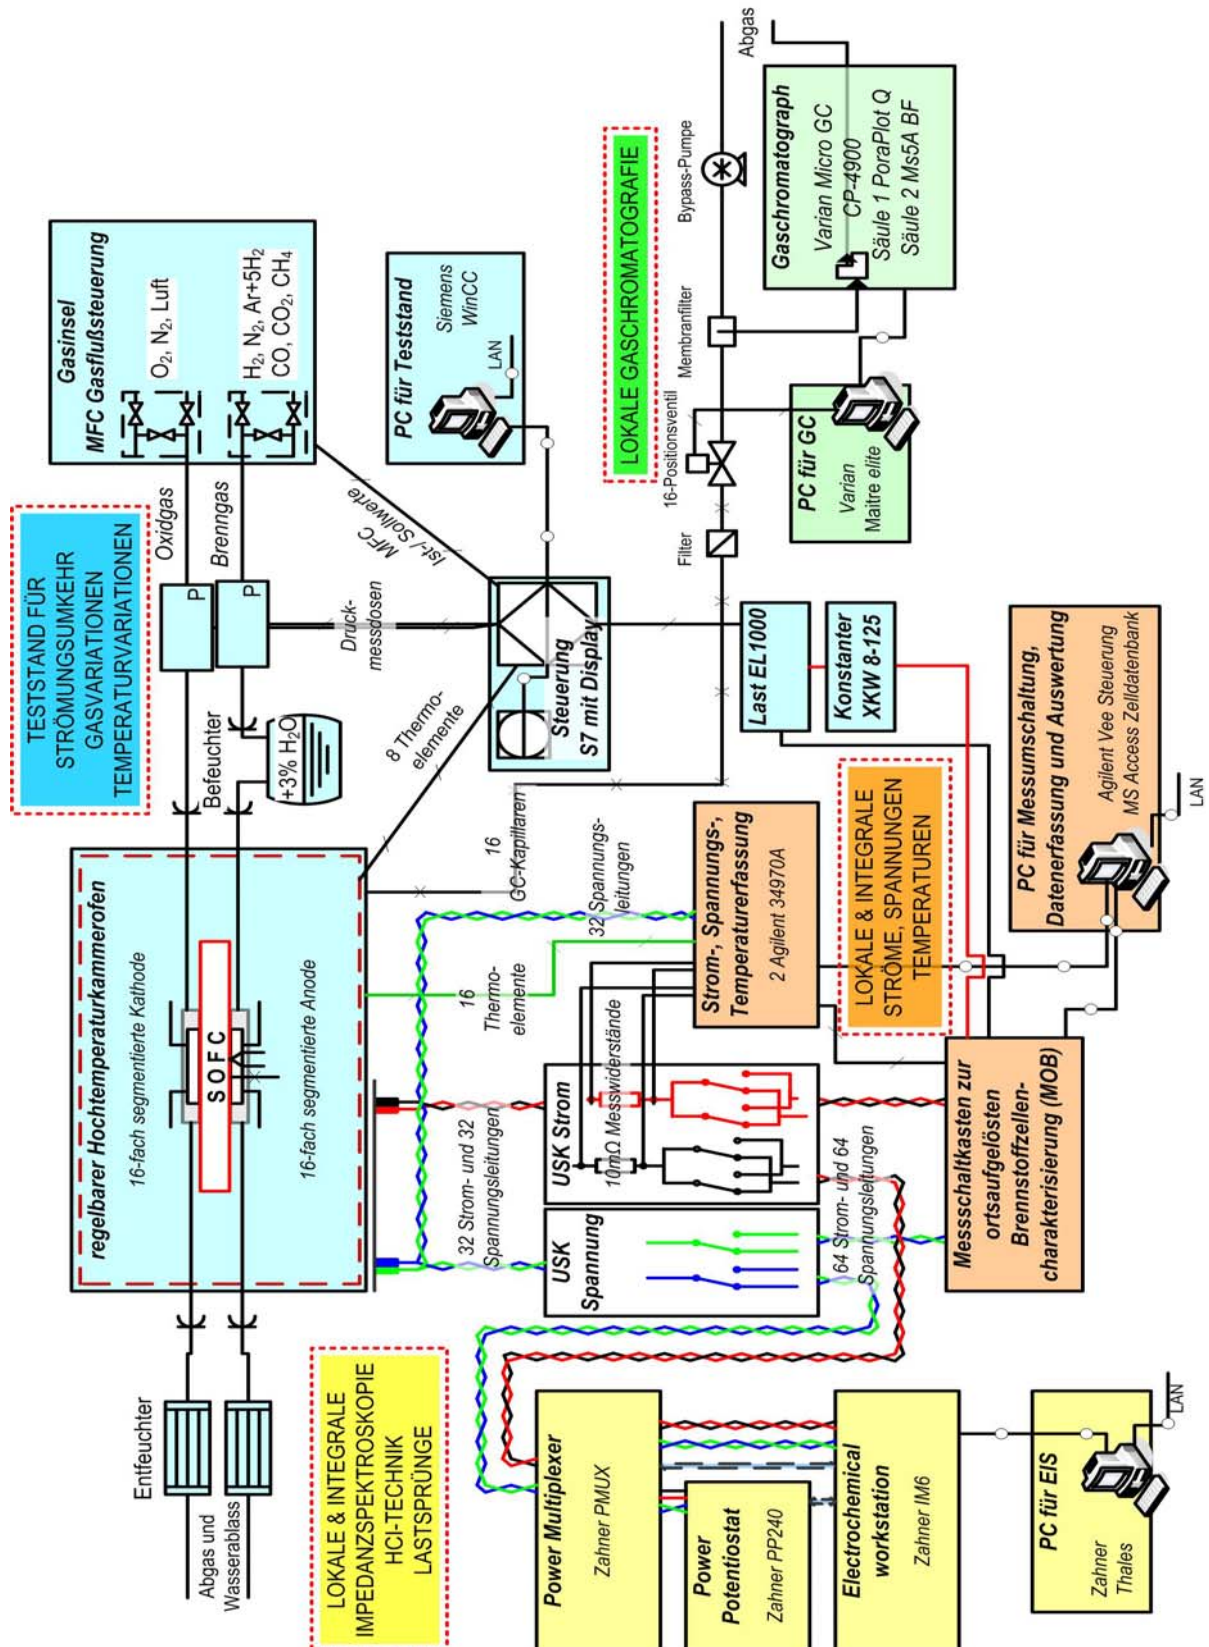 Gasinsel
MFC Gasflußsteuerung
O₂, N₂, Luft
H₂, N₂, Ar+5H₂
CO, CO₂, CH₄
TESTSTAND FÜR
STRÖMUNGSUMKEHR
GASVARIATIONEN
TEMPERATURVARIATIONEN
Oxidgas
Brenngas
P
P
Befeuchter
+3% H₂O
regelbarer Hochtemperaturkammerofen
16-fach segmentierte Kathode
SOFC
16-fach segmentierte Anode
Entfeuchter
Abgas und
Wasserablass
PC für Teststand
Siemens
WinCC
LAN
MFC
Ist-/ Sollwerte
Druck-
messdosen
8 Thermo-
elemente
Steuerung
S7 mit Display
16
GC-Kapillaren
LOKALE GASCHROMATOGRAFIE
Filter
16-Positionsventil
Membranfilter
Bypass-Pumpe
Abgas
Gaschromatograph
Varian Micro GC
CP-4900
Säule 1 PoraPlot Q
Säule 2 Ms5A BF
PC für GC
Varian
Maitre elite
Last EL1000
Konstanter
XKW 8-125
32 Spannungs-
leitungen
16
Thermo-
elemente
Strom-, Spannungs-,
Temperaturerfassung
2 Agilent 34970A
LOKALE & INTEGRALE
STRÖME, SPANNUNGEN
TEMPERATUREN
PC für Messumschaltung,
Datenerfassung und Auswertung
Agilent Vee Steuerung
MS Access Zelldatenbank
LAN
32 Strom- und 32
Spannungsleitungen
USK Strom
10mΩ Messwiderstände
USK
Spannung
64 Strom- und 64
Spannungsleitungen
Messschaltkasten zur
ortsaufgelösten
Brennstoffzellen-
charakterisierung (MOB)
LOKALE & INTEGRALE
IMPEDANZSPEKTROSKOPIE
HCI-TECHNIK
LASTSPRÜNGE
Power Multiplexer
Zahner PMUX
Power
Potentiostat
Zahner PP240
Electrochemical
workstation
Zahner IM6
PC für EIS
Zahner
Thales
LAN